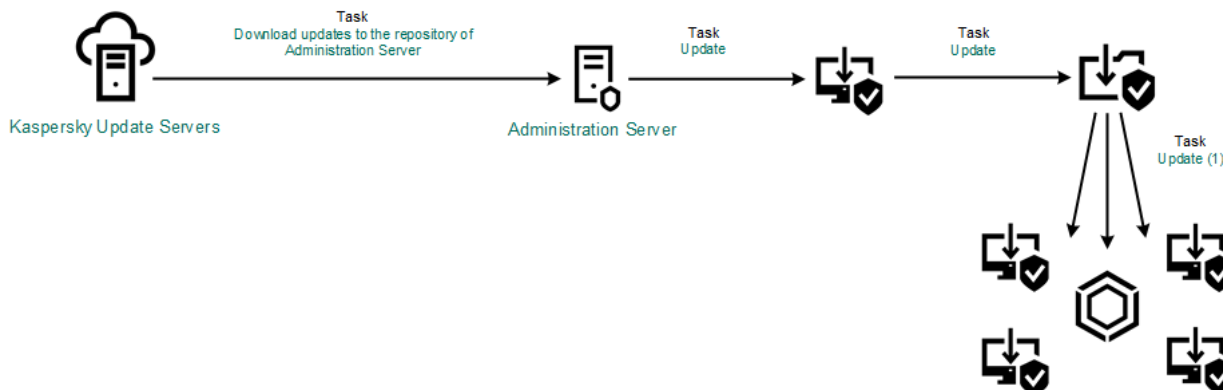 Task
Download updates to the repository of
Administration Server
Task
Update
Task
Update
Kaspersky Update Servers
Administration Server
Task
Update (1)